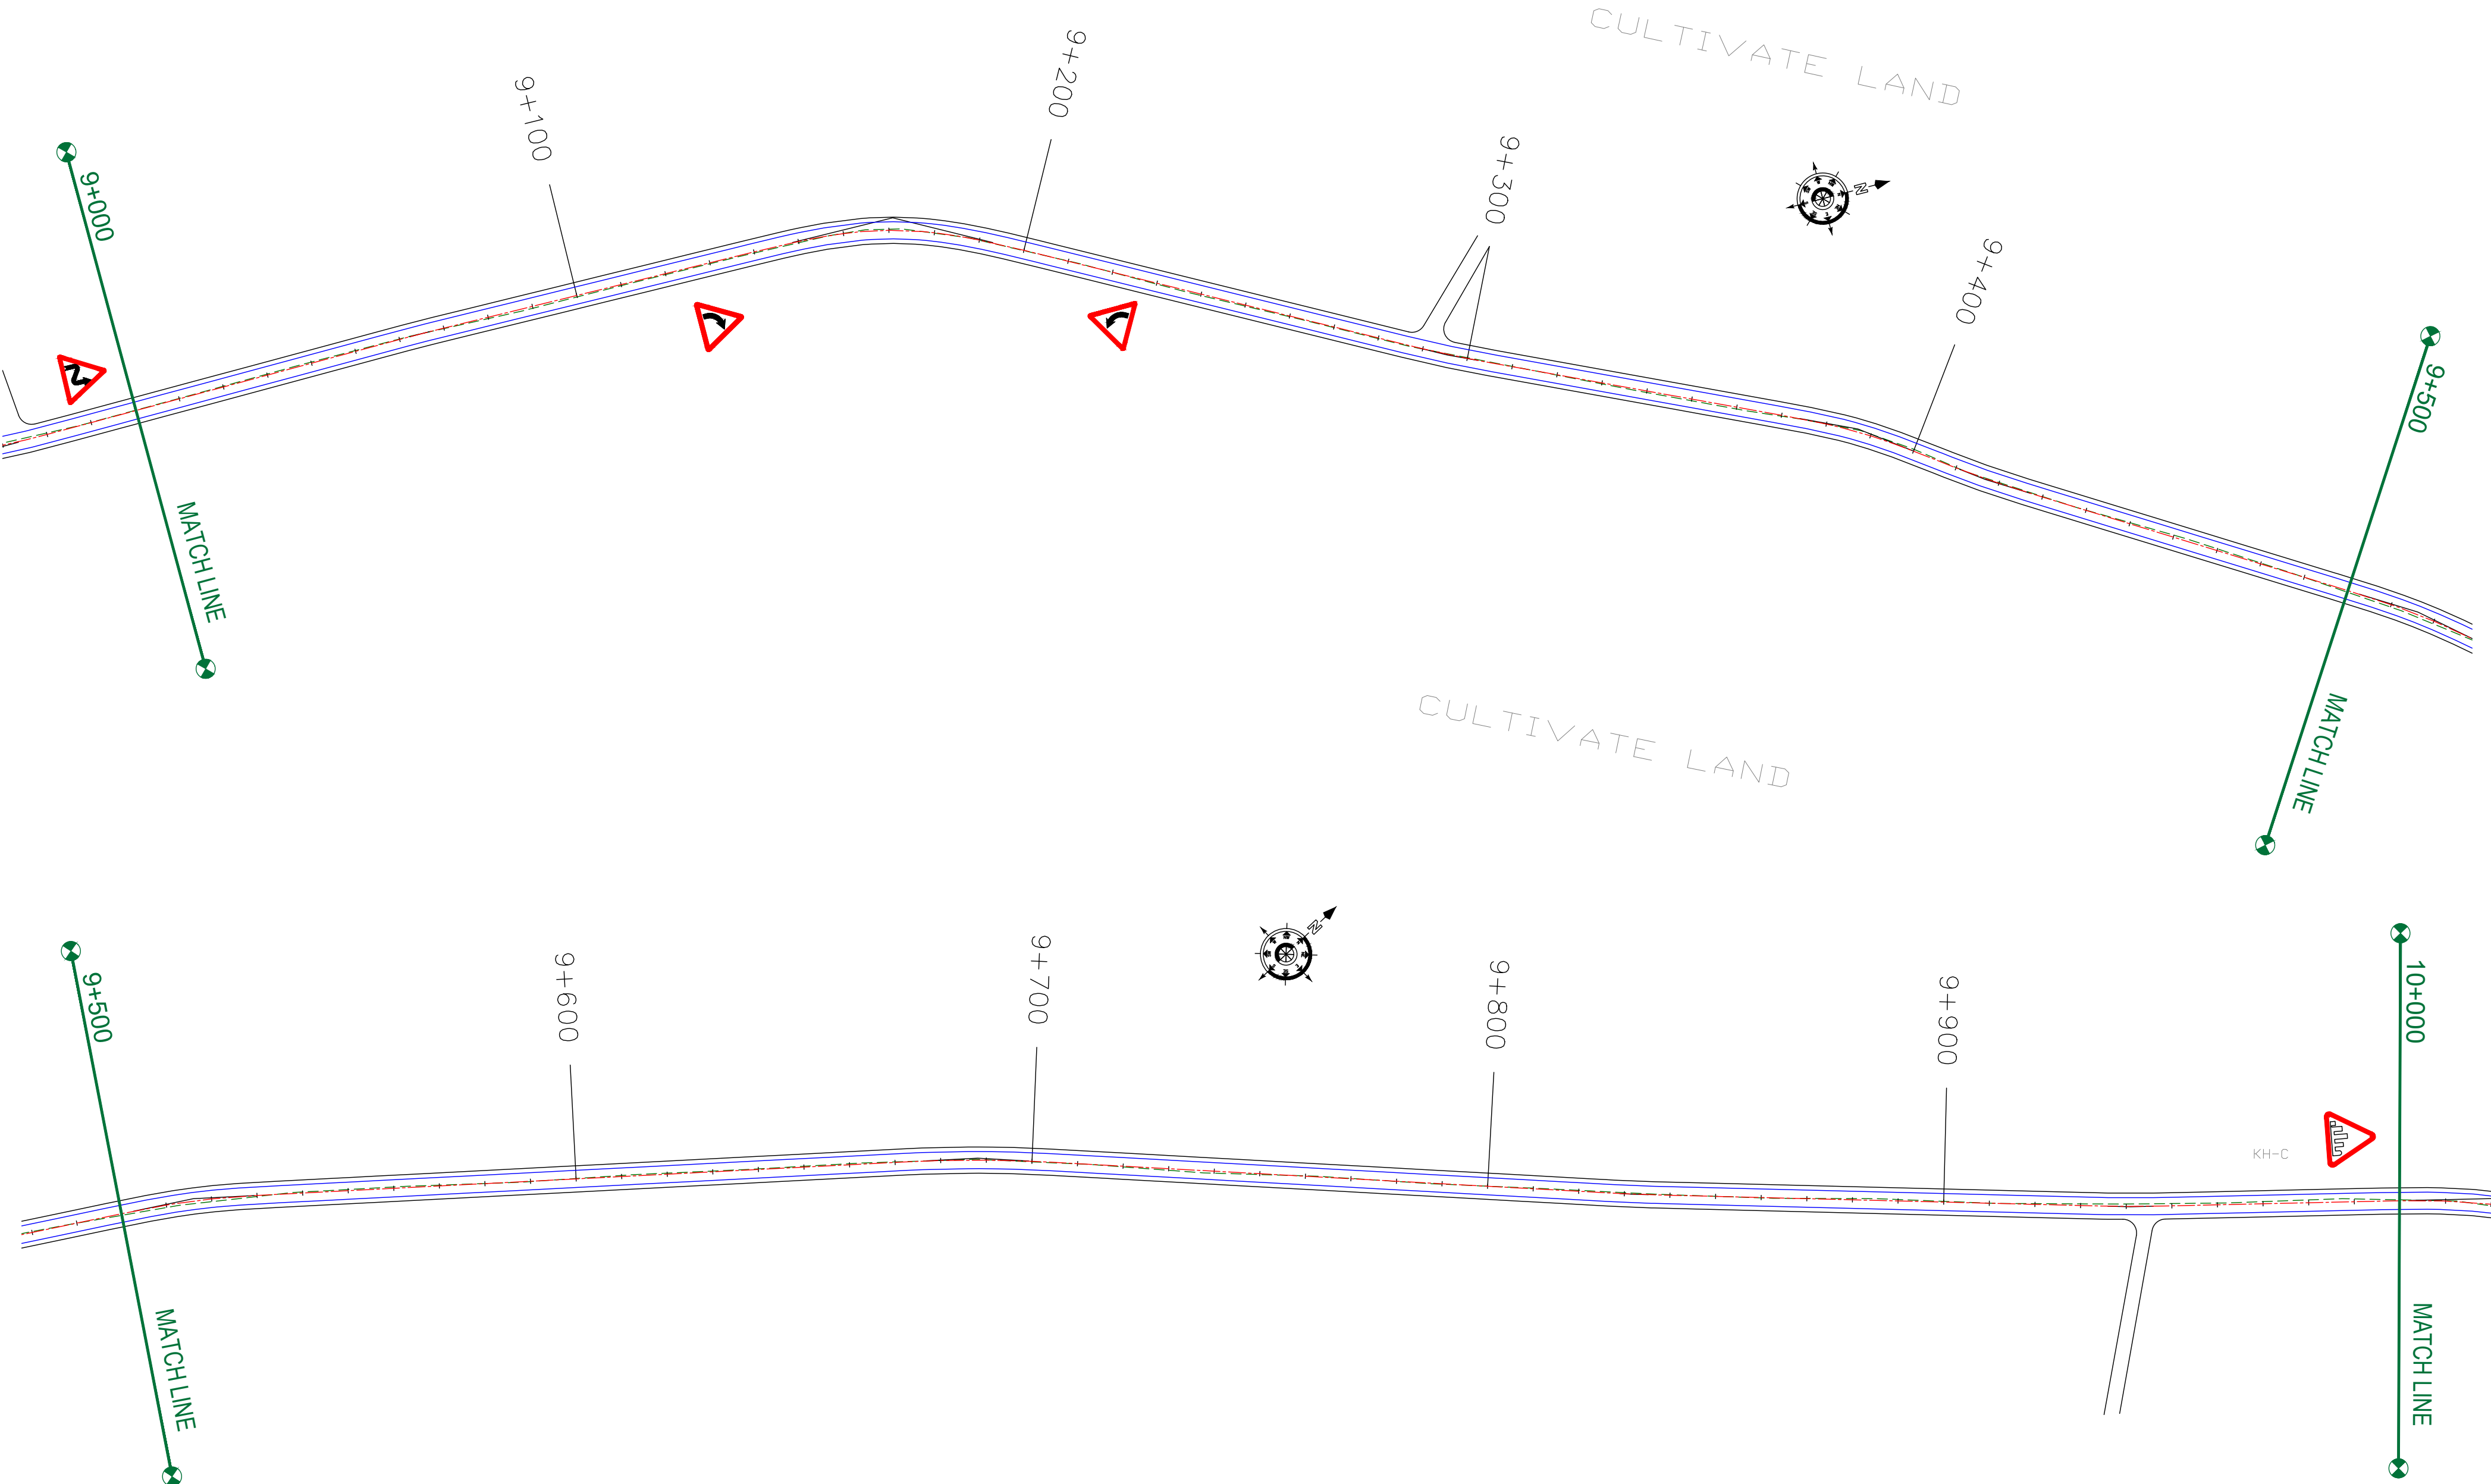 CULTIVATE LAND
9+000
9+100
9+200
9+300
N
9+400
9+500
MATCH LINE
MATCH LINE
CULTIVATE LAND
9+500
9+600
9+700
N
9+800
9+900
10+000
KH-C
MATCH LINE
MATCH LINE